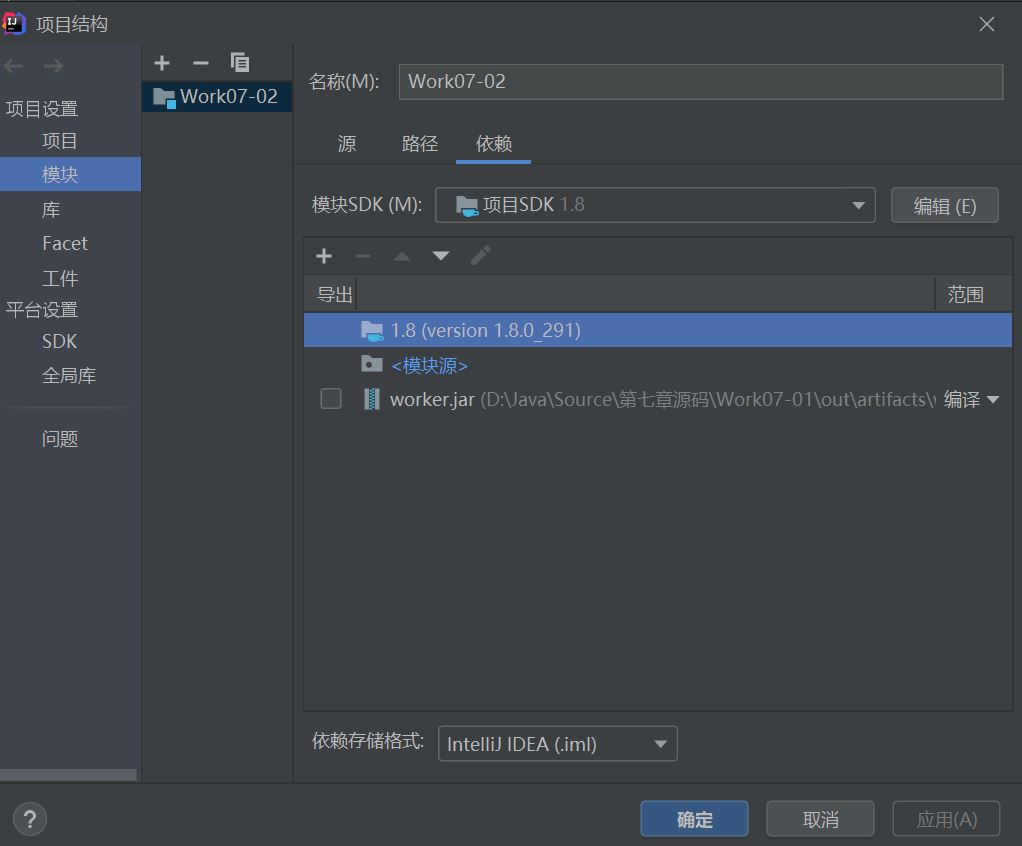 项目结构
项目设置
项目
模块
库
Facet
工件
平台设置
SDK
全局库
问题
Work07-02
名称(M): Work07-02
源 路径 依赖
模块SDK (M): 项目SDK 1.8 编辑 (E)
导出 范围
1.8 (version 1.8.0_291)
<模块源>
worker.jar (D:\Java\Source\第七章源码\Work07-01\out\artifacts\ 编译
依赖存储格式: IntelliJ IDEA (.iml)
? 确定 取消 应用(A)